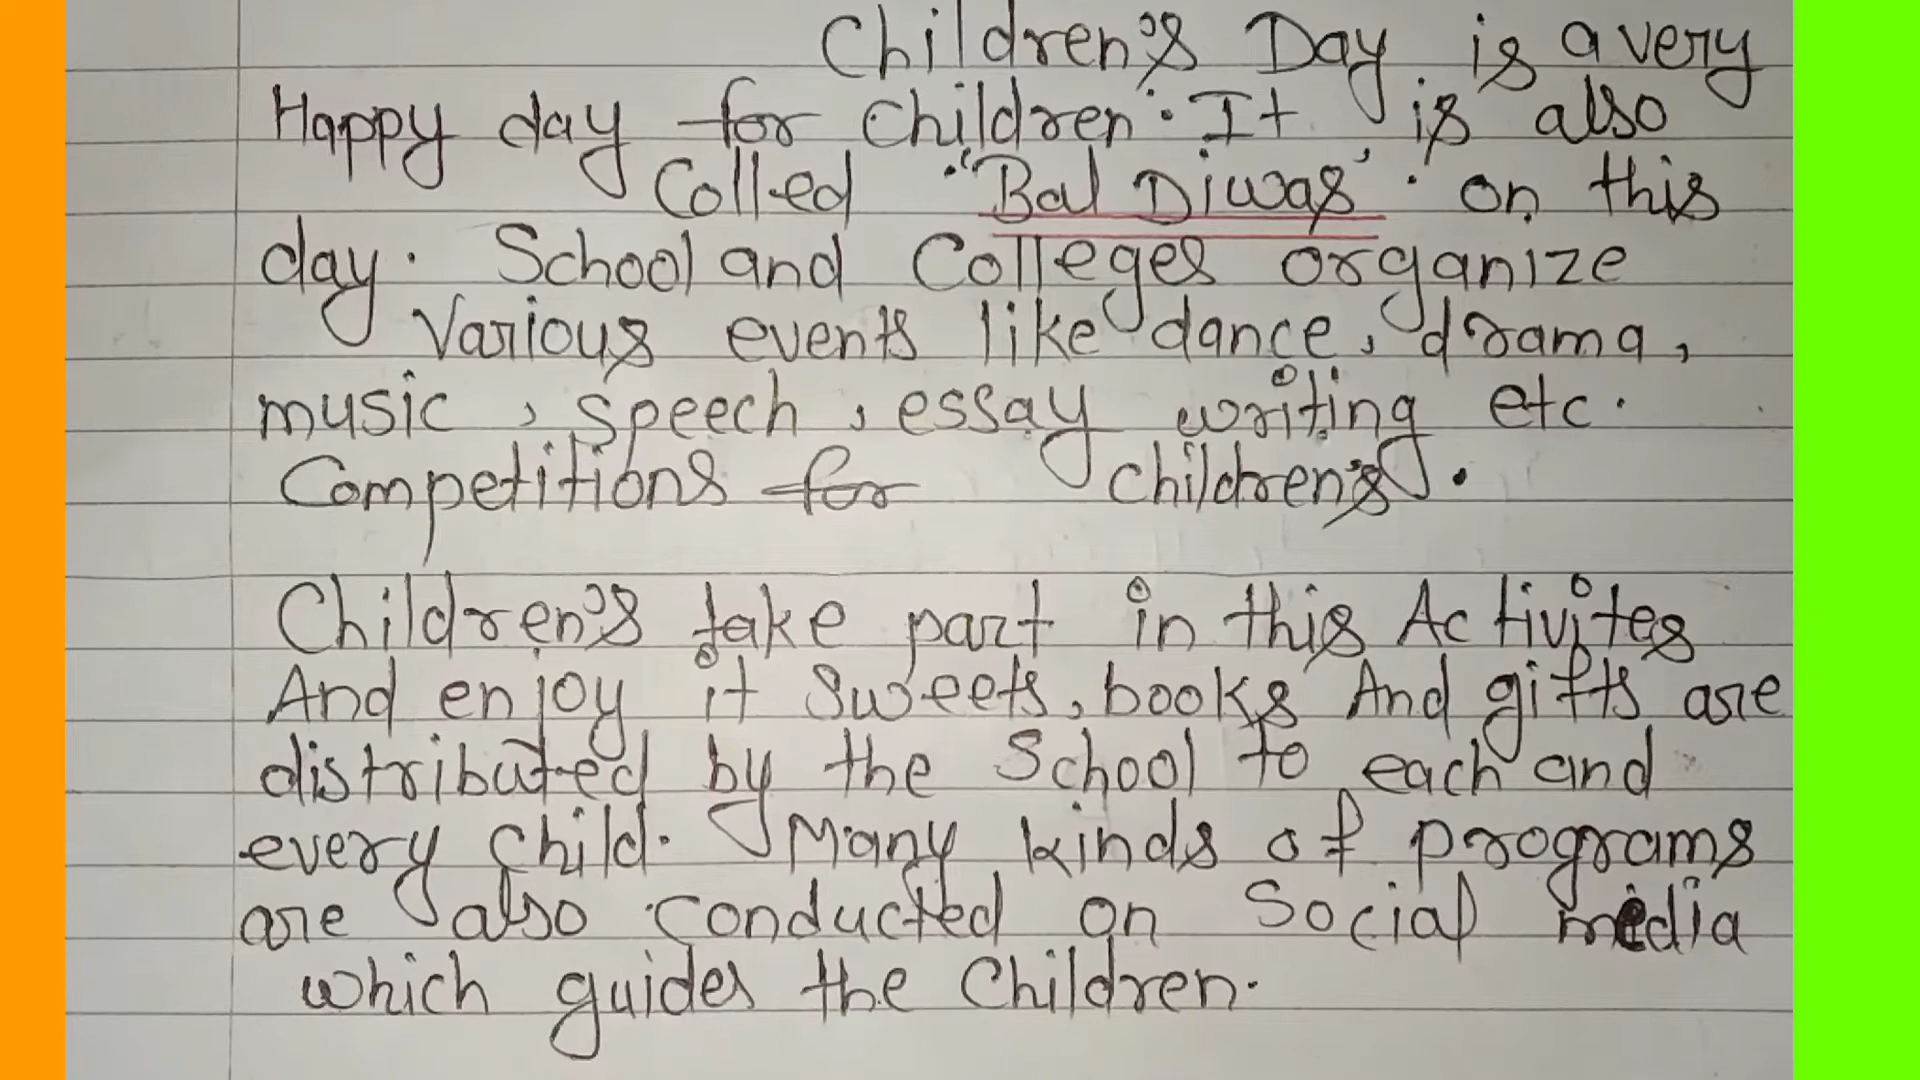 Children's Day is a very
Happy day for Children. It is also
Called "Bal Diwas". on this
day. School and Colleges organize
Various events like dance, drama,
music, speech, essay writing etc.
Competitions for children's.
Children's take part in this Activites
And enjoy it Sweets, books And gifts are
distributed by the School to each and
every child. Many kinds of programs
are also conducted on Social media
which guides the Children.